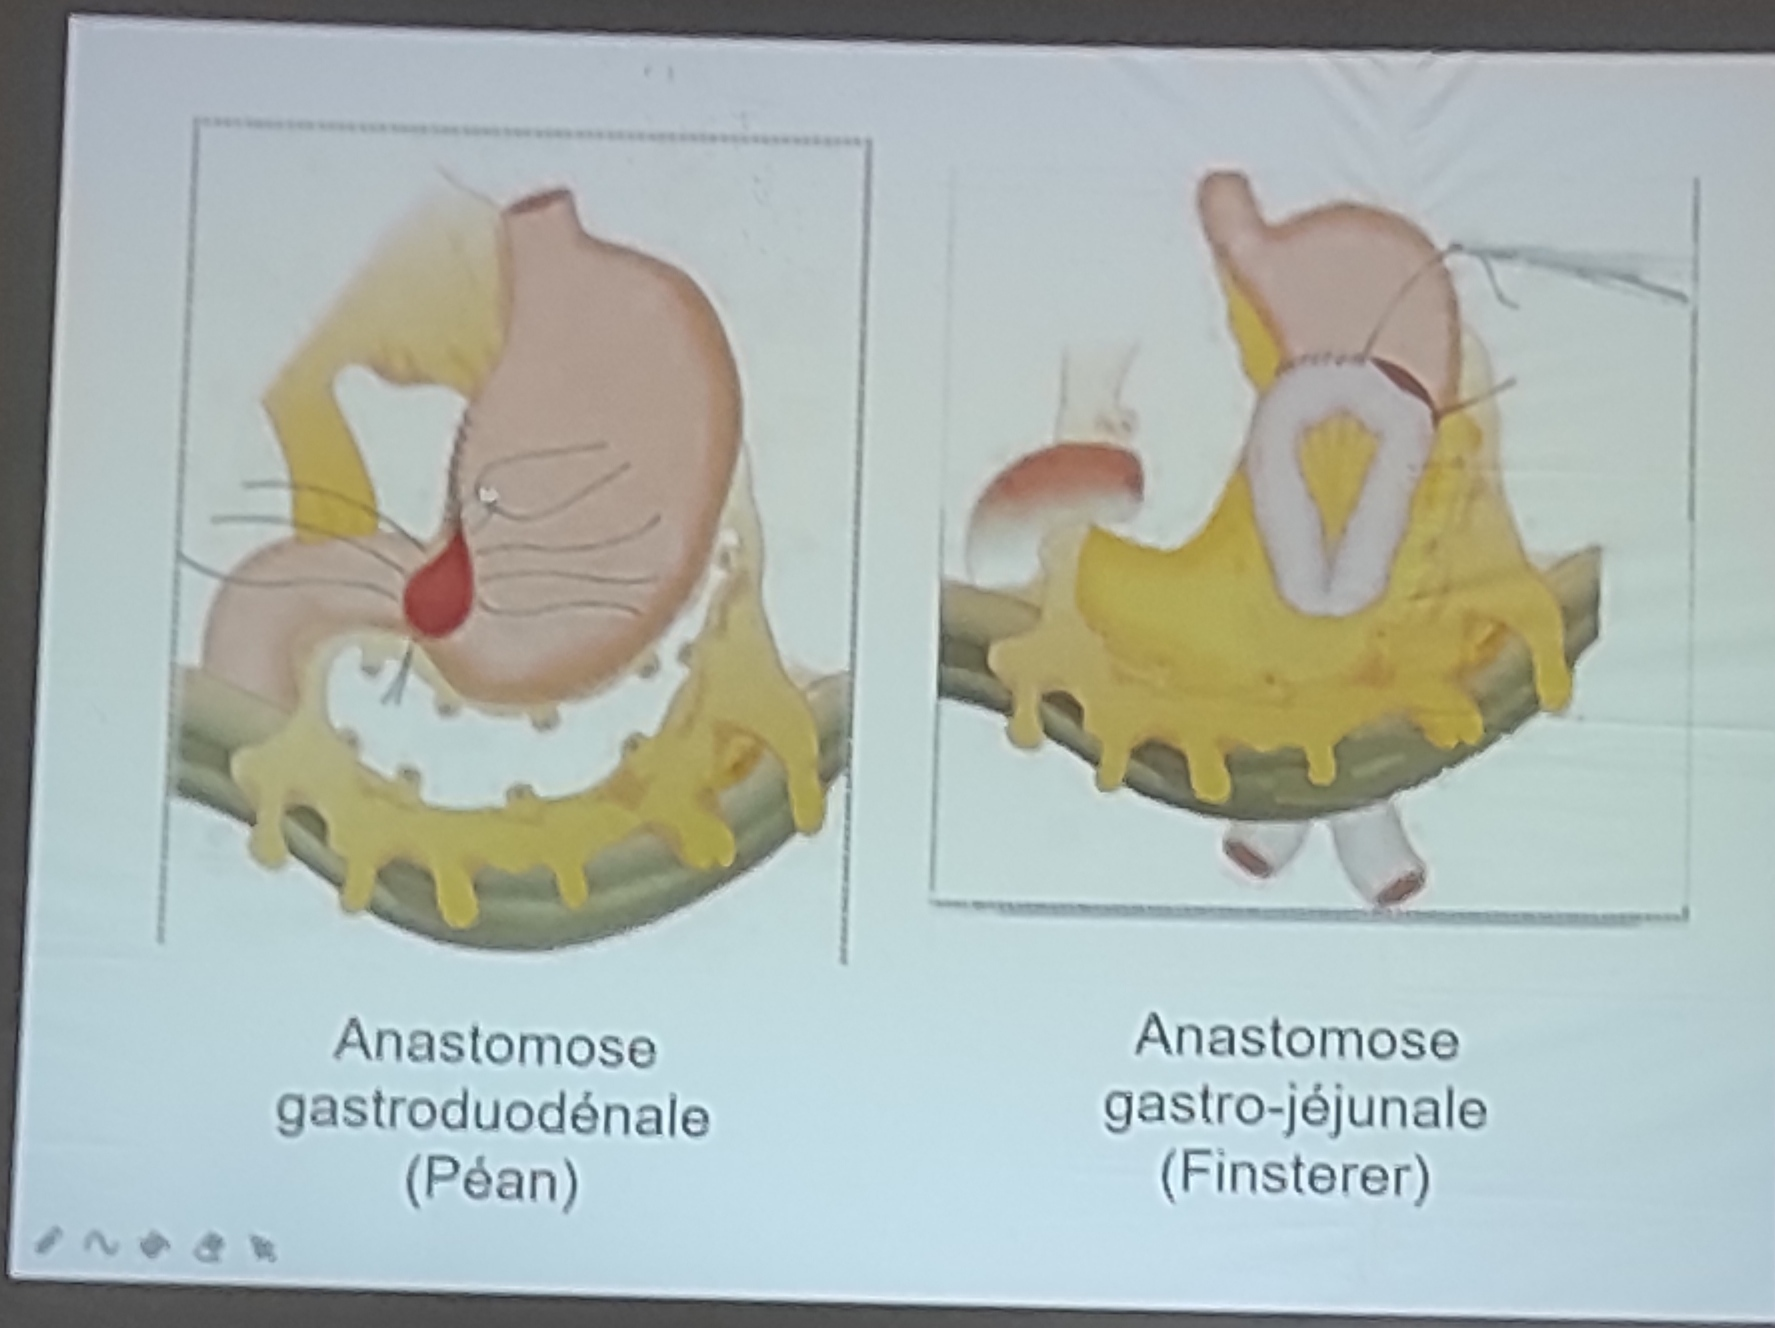 Anastomose
gastroduodénale
(Péan)
Anastomose
gastro-jéjunale
(Finsterer)